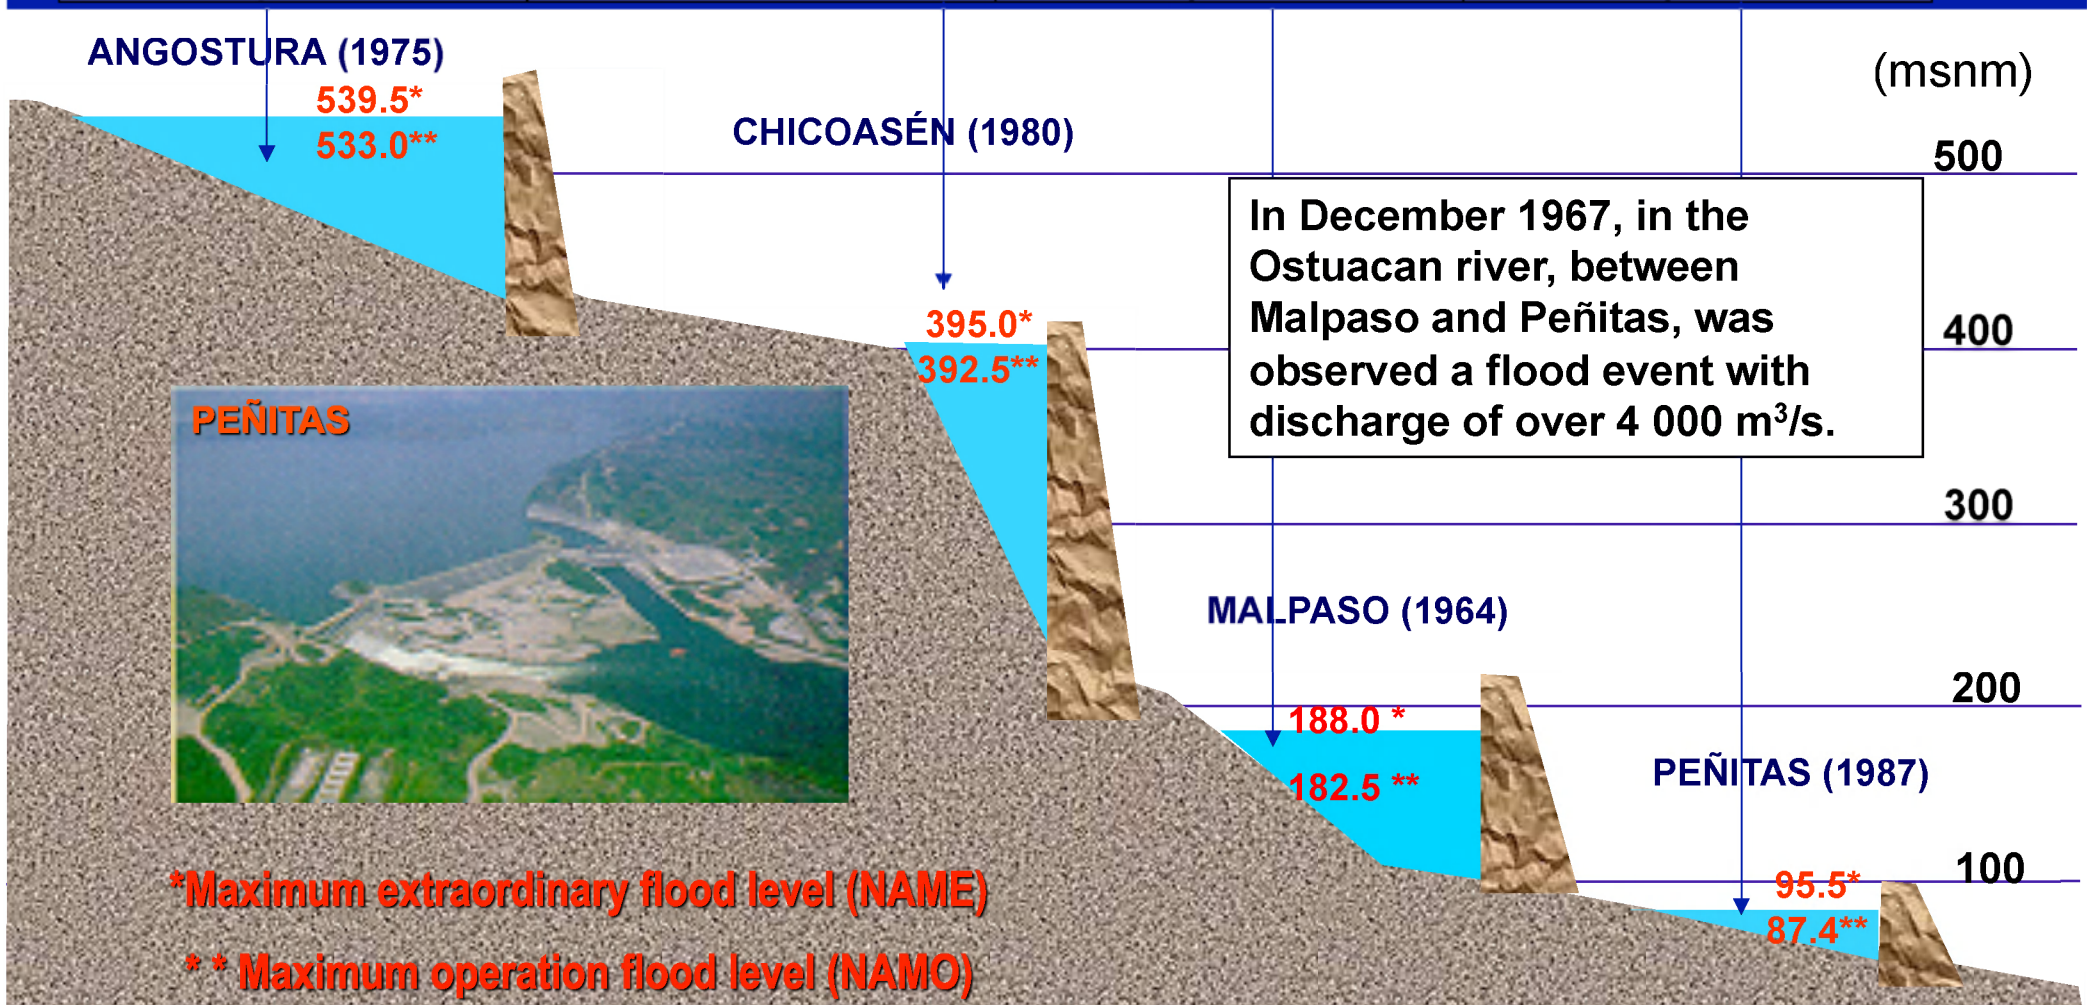 ANGOSTURA (1975)
539.5*
533.0**
CHICOASÉN (1980)
(msnm)
500
In December 1967, in the
Ostuacan river, between
Malpaso and Peñitas, was
observed a flood event with
discharge of over 4 000 m³/s.
395.0*
392.5**
400
PEÑITAS
300
MALPASO (1964)
200
188.0 *
182.5 **
PEÑITAS (1987)
100
95.5*
87.4**
*Maximum extraordinary flood level (NAME)
* * Maximum operation flood level (NAMO)